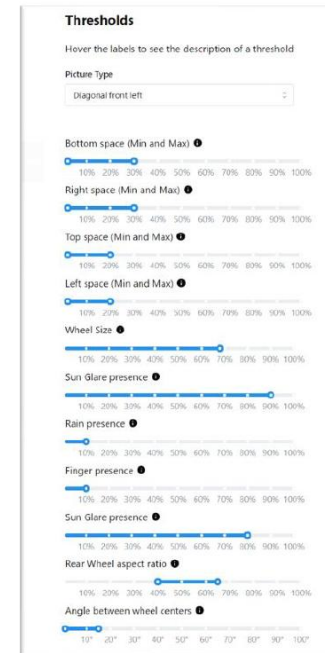 Thresholds
Hover the labels to see the description of a threshold
Picture Type
Diagonal front left
Bottom space (Min and Max)
10% 20% 30% 40% 50% 60% 70% 80% 90% 100%
Right space (Min and Max)
10% 20% 30% 40% 50% 60% 70% 80% 90% 100%
Top space (Min and Max)
10% 20% 30% 40% 50% 60% 70% 80% 90% 100%
Left space (Min and Max)
10% 20% 30% 40% 50% 60% 70% 80% 90% 100%
Wheel Size
10% 20% 30% 40% 50% 60% 70% 80% 90% 100%
Sun Glare presence
10% 20% 30% 40% 50% 60% 70% 80% 90% 100%
Rain presence
10% 20% 30% 40% 50% 60% 70% 80% 90% 100%
Finger presence
10% 20% 30% 40% 50% 60% 70% 80% 90% 100%
Sun Glare presence
10% 20% 30% 40% 50% 60% 70% 80% 90% 100%
Rear Wheel aspect ratio
10% 20% 30% 40% 50% 60% 70% 80% 90% 100%
Angle between wheel centers
10° 20° 30° 40° 50° 60° 70° 80° 90° 100°